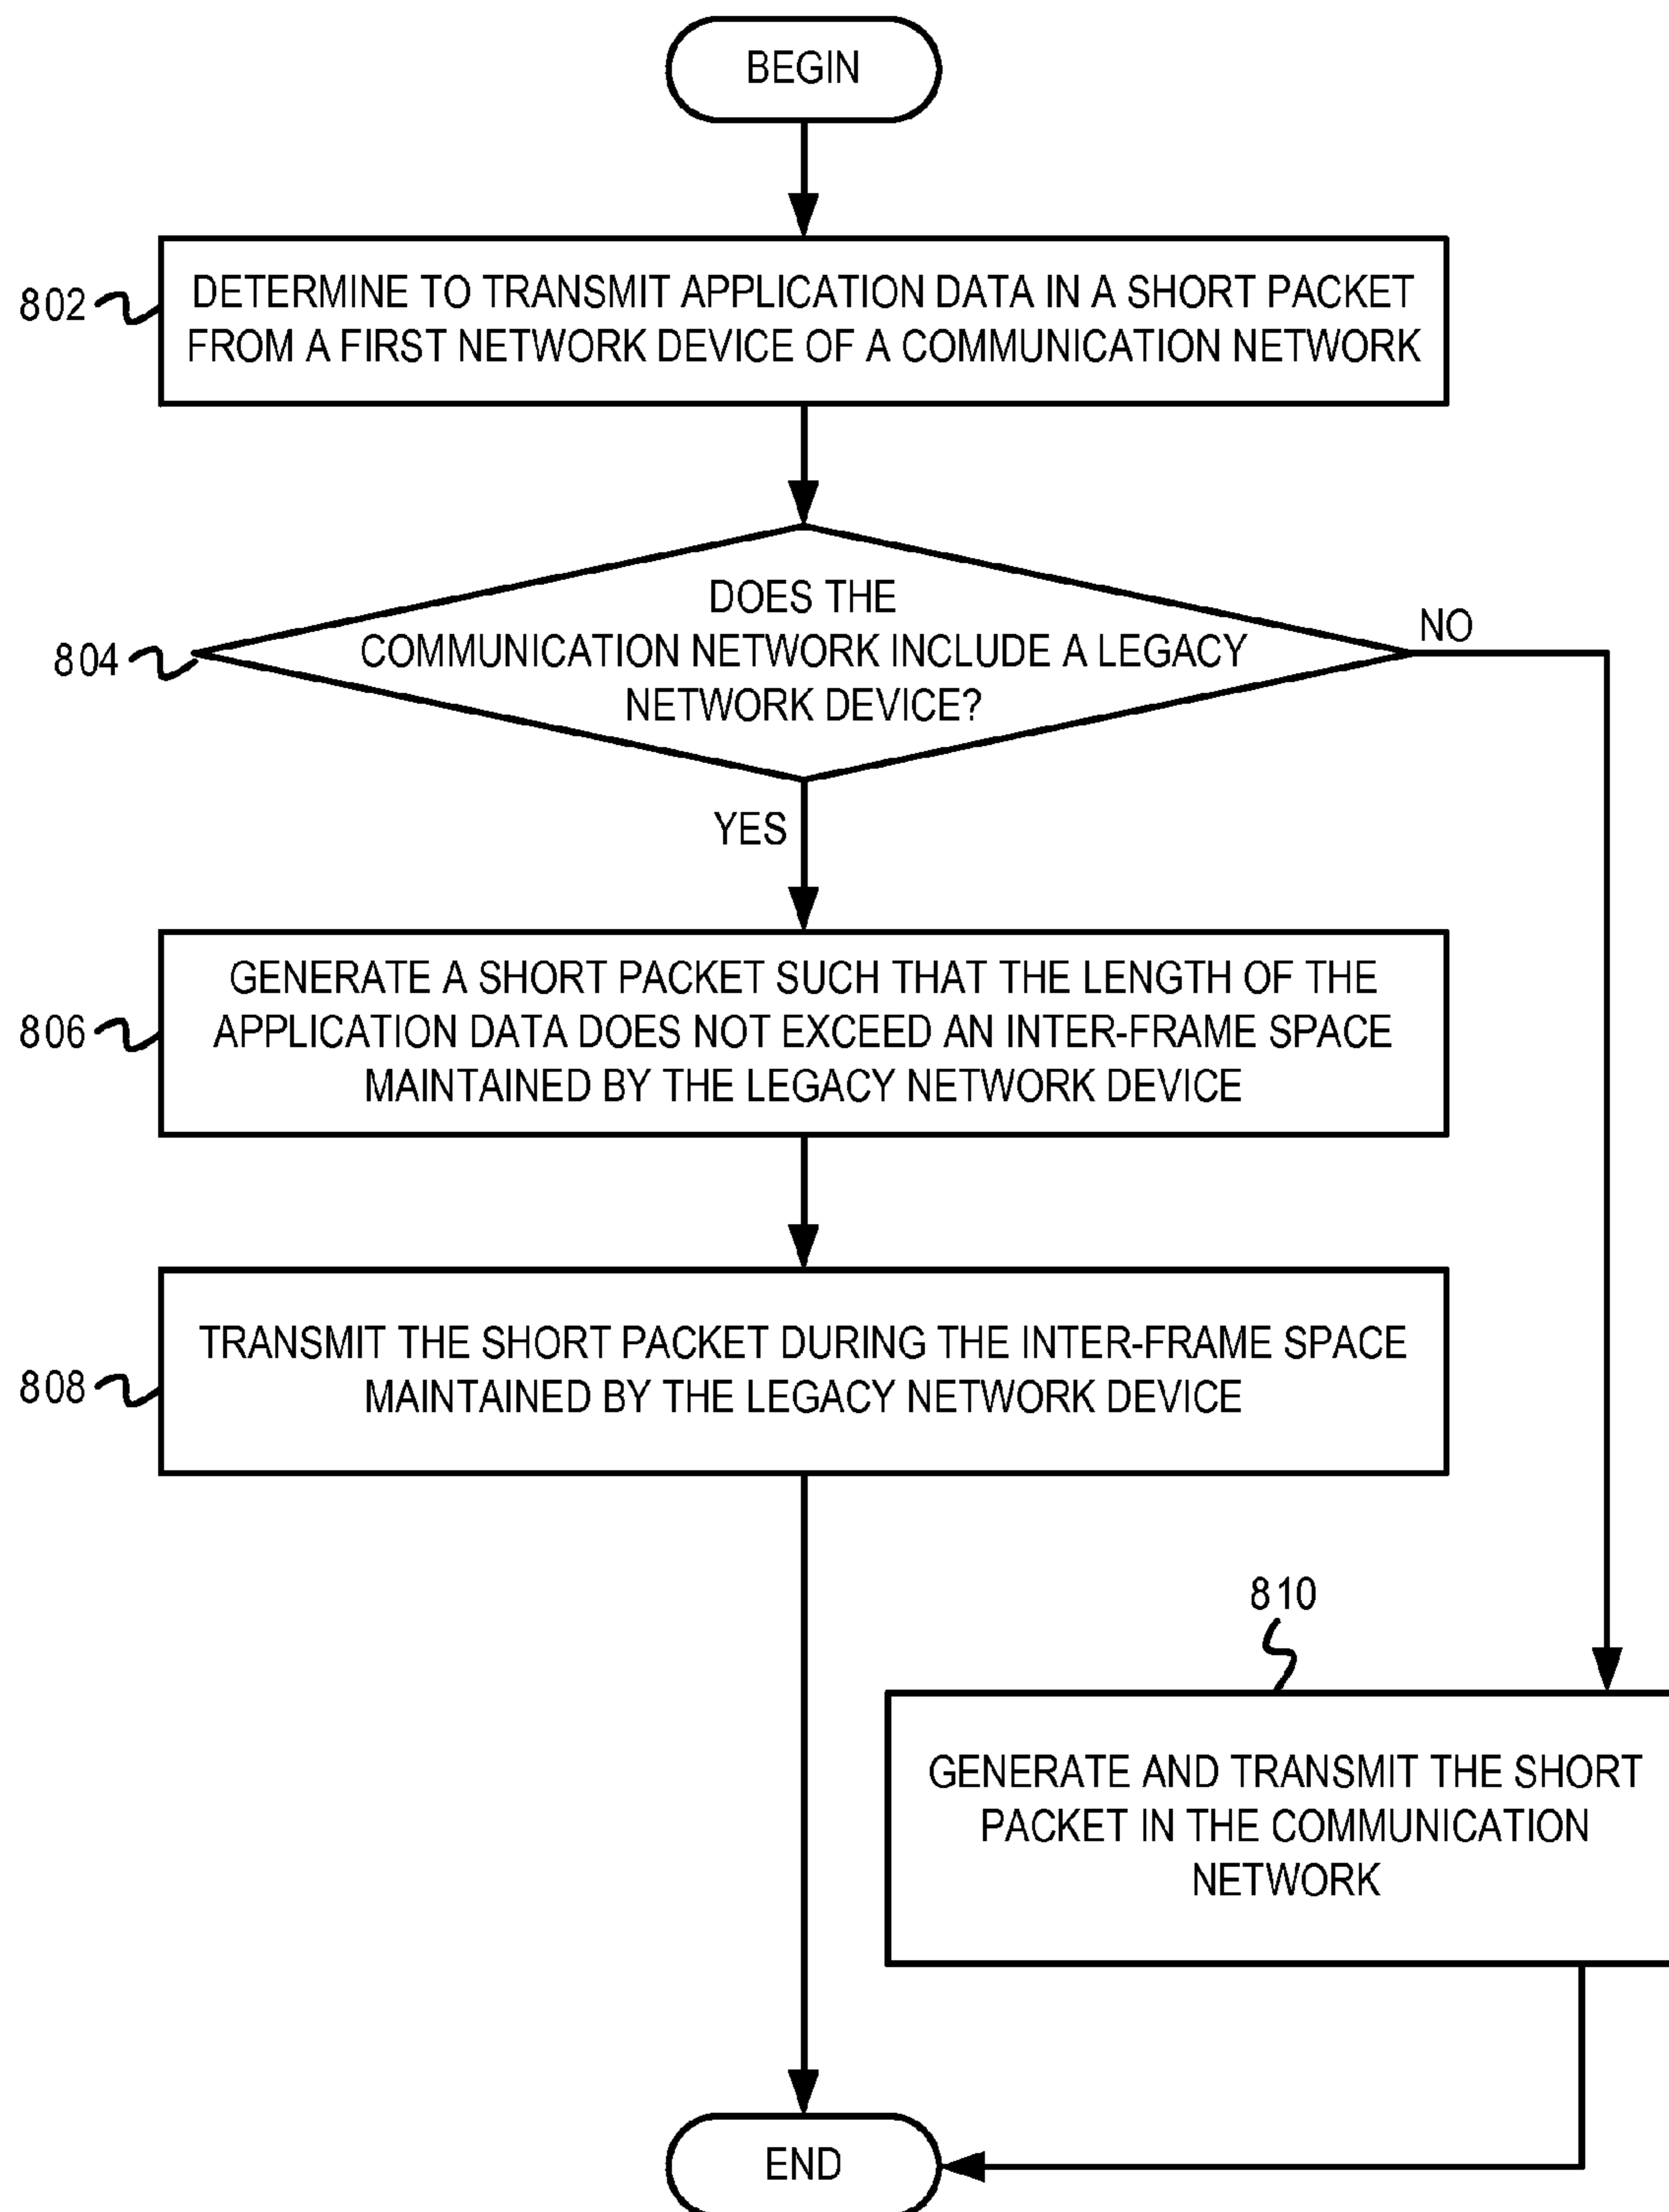 BEGIN
802
DETERMINE TO TRANSMIT APPLICATION DATA IN A SHORT PACKET
FROM A FIRST NETWORK DEVICE OF A COMMUNICATION NETWORK
804
DOES THE
COMMUNICATION NETWORK INCLUDE A LEGACY
NETWORK DEVICE?
NO
YES
806
GENERATE A SHORT PACKET SUCH THAT THE LENGTH OF THE
APPLICATION DATA DOES NOT EXCEED AN INTER-FRAME SPACE
MAINTAINED BY THE LEGACY NETWORK DEVICE
808
TRANSMIT THE SHORT PACKET DURING THE INTER-FRAME SPACE
MAINTAINED BY THE LEGACY NETWORK DEVICE
810
GENERATE AND TRANSMIT THE SHORT
PACKET IN THE COMMUNICATION
NETWORK
END